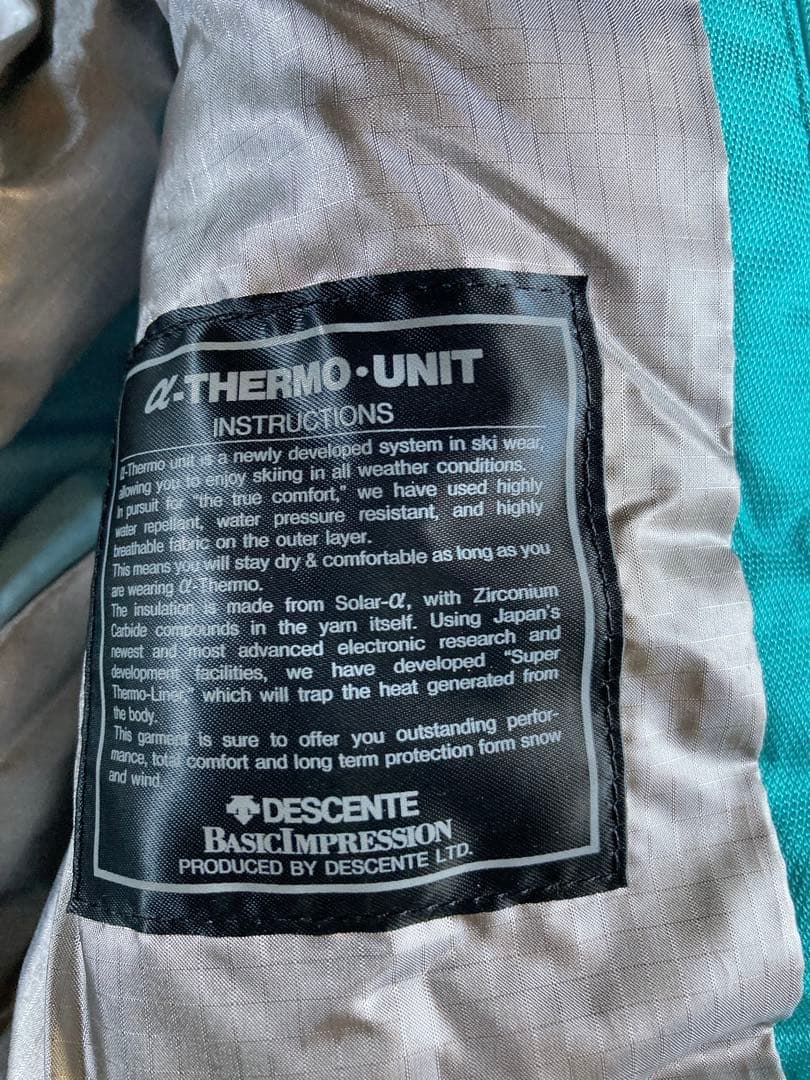 α-THERMO·UNIT
INSTRUCTIONS
α-Thermo unit is a newly developed system in ski wear,
allowing you to enjoy skiing in all weather conditions.
In pursuit for "the true comfort," we have used highly
water repellant, water pressure resistant, and highly
breathable fabric on the outer layer.
This means you will stay dry & comfortable as long as you
are wearing α-Thermo.
The insulation is made from Solar-α, with Zirconium
Carbide compounds in the yarn itself. Using Japan's
newest and most advanced electronic research and
development facilities, we have developed "Super
Thermo-Liner," which will trap the heat generated from
the body.
This garment is sure to offer you outstanding perfor-
mance, total comfort and long term protection form snow
and wind.
DESCENTE
BASICIMPRESSION
PRODUCED BY DESCENTE LTD.